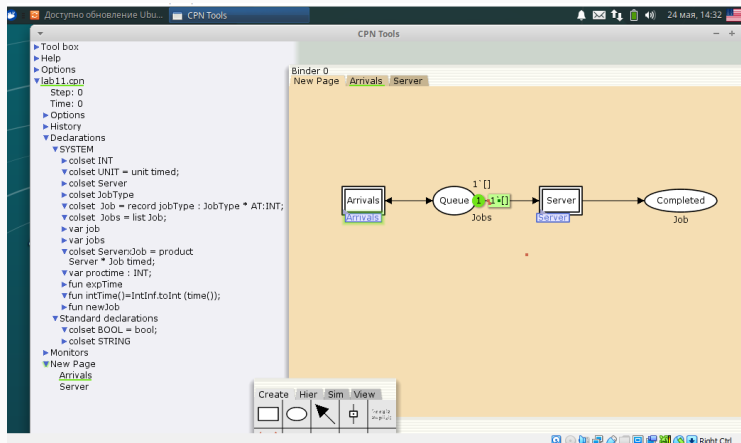 Доступно обновление Ubu...
CPN Tools
24 мая, 14:32
CPN Tools
Tool box
Help
Options
lab11.cpn
Step: 0
Time: 0
Options
History
Declarations
SYSTEM
colset INT
colset UNIT = unit timed;
colset Server
colset JobType
colset Job = record jobType : JobType * AT:INT;
colset Jobs = list Job;
var job
var jobs
colset ServerxJob = product
Server * Job timed;
var proctime : INT;
fun expTime
fun intTime()=IntInf.toInt (time());
fun newJob
Standard declarations
colset BOOL = bool;
colset STRING
Monitors
New Page
Arrivals
Server
Binder 0
New Page Arrivals Server
1`[]
Arrivals Queue 1 1`[] Server Completed
Arrivals Jobs Server Job
Create Hier Sim View
Right Ctrl